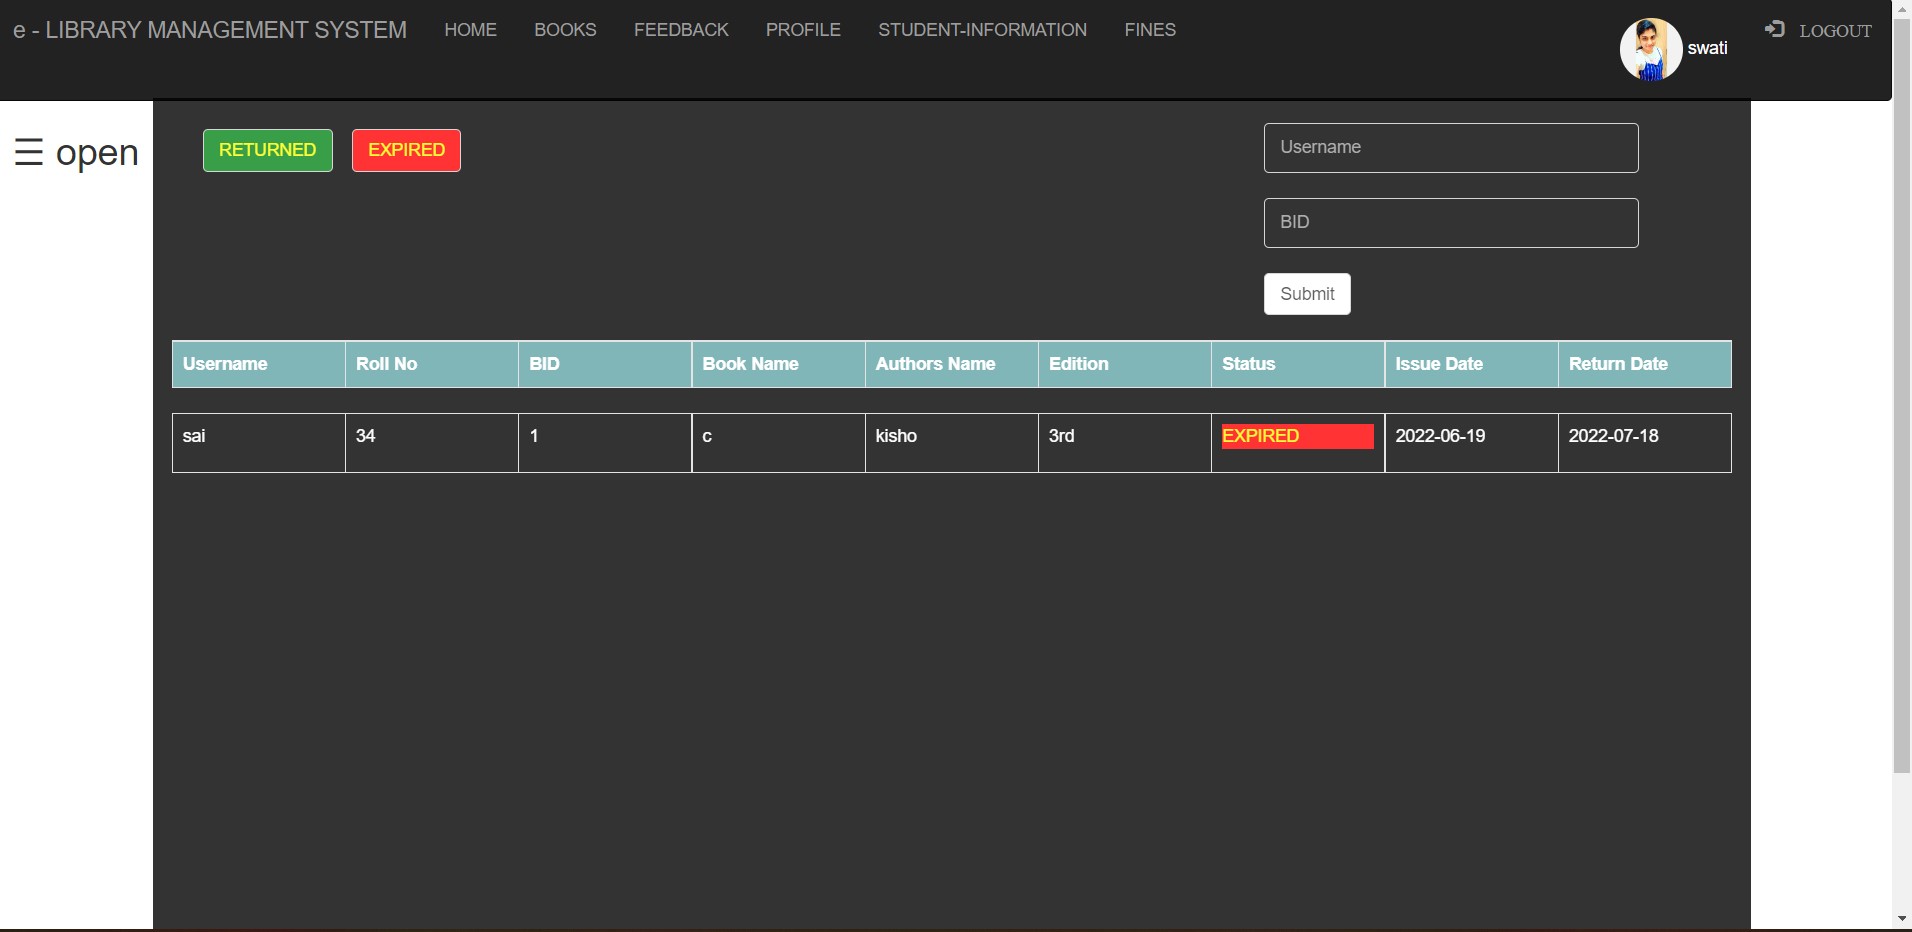 e - LIBRARY MANAGEMENT SYSTEM HOME BOOKS FEEDBACK PROFILE STUDENT-INFORMATION FINES swati LOGOUT
☰ open
RETURNED EXPIRED
Username
BID
Submit
Username Roll No BID Book Name Authors Name Edition Status Issue Date Return Date
sai 34 1 c kisho 3rd EXPIRED 2022-06-19 2022-07-18